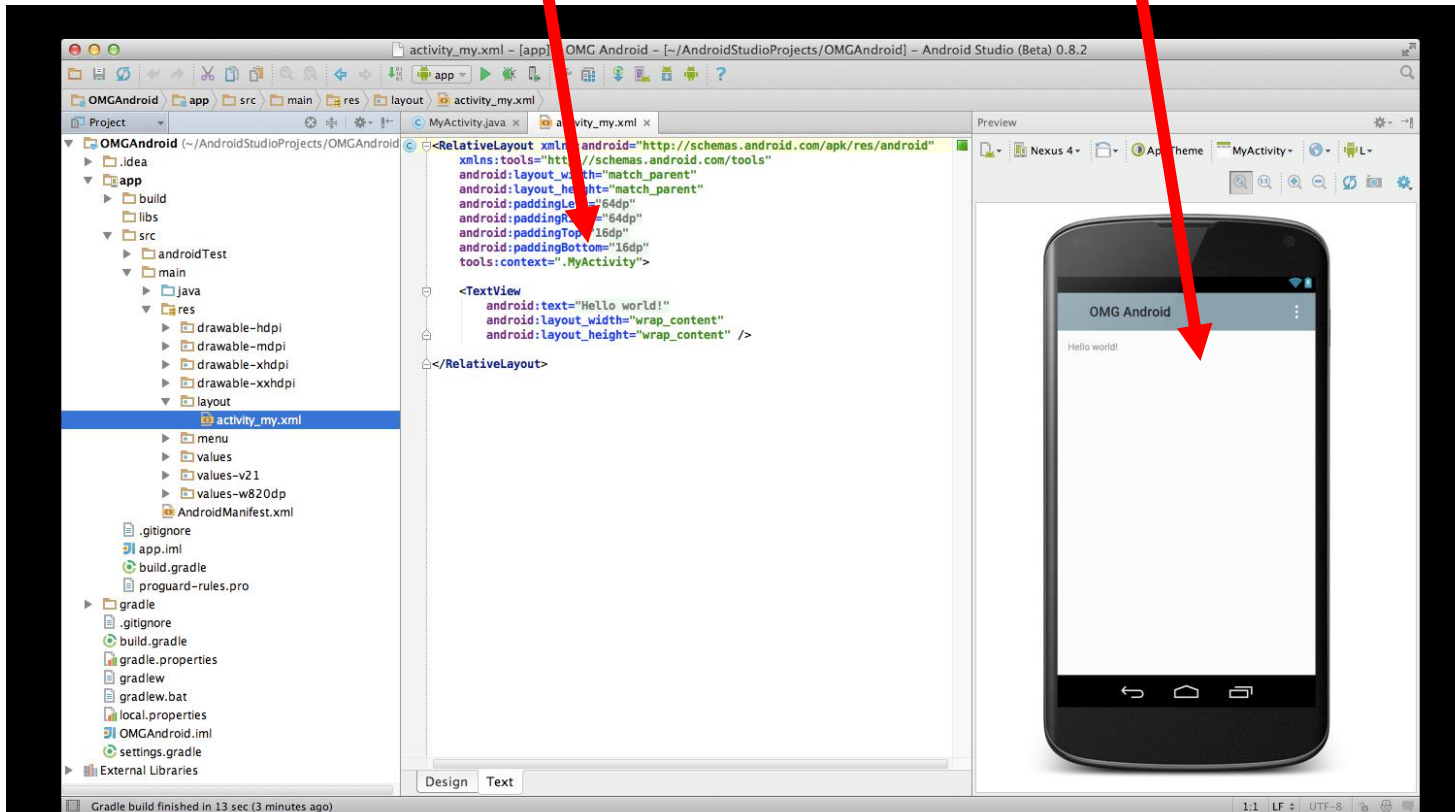 activity_my.xml – [app] OMG Android – [~/AndroidStudioProjects/OMGAndroid] – Android Studio (Beta) 0.8.2
app
?
OMGAndroid app src main res layout activity_my.xml
Project
MyActivity.java
activity_my.xml
Preview
OMGAndroid (~/AndroidStudioProjects/OMGAndroid
.idea
app
build
libs
src
androidTest
main
java
res
drawable-hdpi
drawable-mdpi
drawable-xhdpi
drawable-xxhdpi
layout
activity_my.xml
menu
values
values-v21
values-w820dp
AndroidManifest.xml
.gitignore
app.iml
build.gradle
proguard-rules.pro
gradle
.gitignore
build.gradle
gradle.properties
gradlew
gradlew.bat
local.properties
OMGAndroid.iml
settings.gradle
External Libraries
<RelativeLayout xmlns:android="http://schemas.android.com/apk/res/android"
xmlns:tools="http://schemas.android.com/tools"
android:layout_width="match_parent"
android:layout_height="match_parent"
android:paddingLeft="64dp"
android:paddingRight="64dp"
android:paddingTop="16dp"
android:paddingBottom="16dp"
tools:context=".MyActivity">
<TextView
android:text="Hello world!"
android:layout_width="wrap_content"
android:layout_height="wrap_content" />
</RelativeLayout>
Design Text
Nexus 4 AppTheme MyActivity L
OMG Android
Hello world!
Gradle build finished in 13 sec (3 minutes ago)
1:1 LF UTF-8